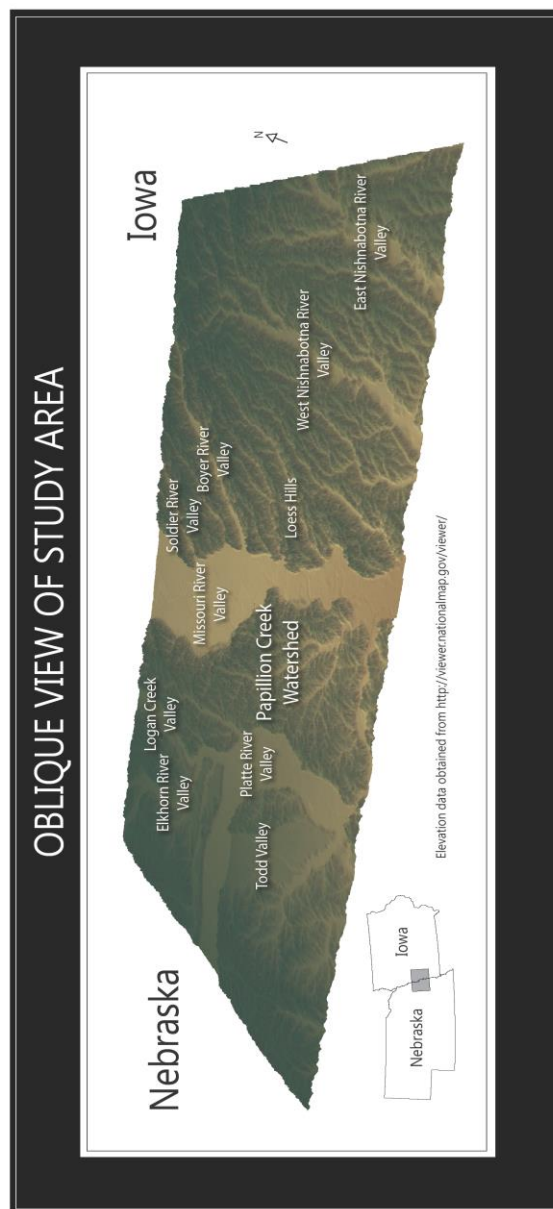 OBLIQUE VIEW OF STUDY AREA
Nebraska
Iowa
N
Elkhorn River
Valley
Logan Creek
Valley
Todd Valley
Platte River
Valley
Papillion Creek
Watershed
Missouri River
Valley
Soldier River
Valley
Boyer River
Valley
Loess Hills
West Nishnabotna River
Valley
East Nishnabotna River
Valley
Nebraska
Iowa
Elevation data obtained from http://viewer.nationalmap.gov/viewer/